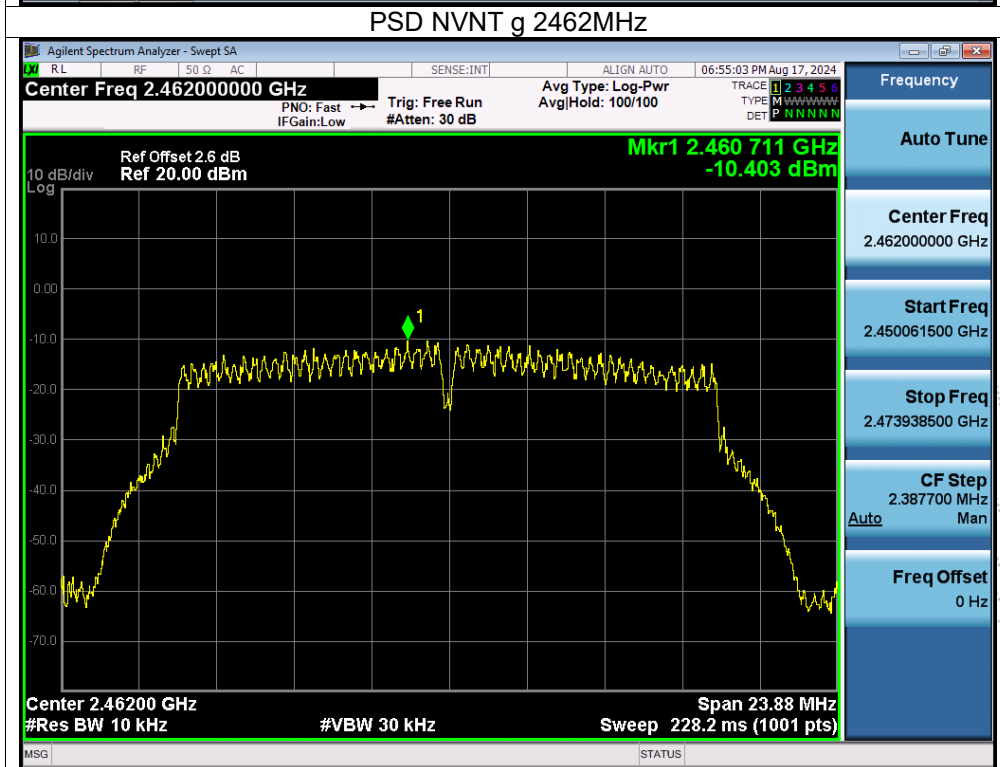 PSD NVNT g 2462MHz
Agilent Spectrum Analyzer - Swept SA
LXI RL RF 50 Ω AC SENSE:INT ALIGN AUTO 06:55:03 PM Aug 17, 2024
Center Freq 2.462000000 GHz
PNO: Fast
IFGain:Low
Trig: Free Run
#Atten: 30 dB
Avg Type: Log-Pwr
Avg|Hold: 100/100
TRACE 1 2 3 4 5 6
TYPE M WWWWW
DET P N N N N N
Ref Offset 2.6 dB
10 dB/div Ref 20.00 dBm
Log
Mkr1 2.460 711 GHz
-10.403 dBm
10.0
0.00
-10.0
-20.0
-30.0
-40.0
-50.0
-60.0
-70.0
1
Center 2.46200 GHz
Span 23.88 MHz
#Res BW 10 kHz
#VBW 30 kHz
Sweep 228.2 ms (1001 pts)
MSG
STATUS
Frequency
Auto Tune
Center Freq
2.462000000 GHz
Start Freq
2.450061500 GHz
Stop Freq
2.473938500 GHz
CF Step
2.387700 MHz
Auto Man
Freq Offset
0 Hz